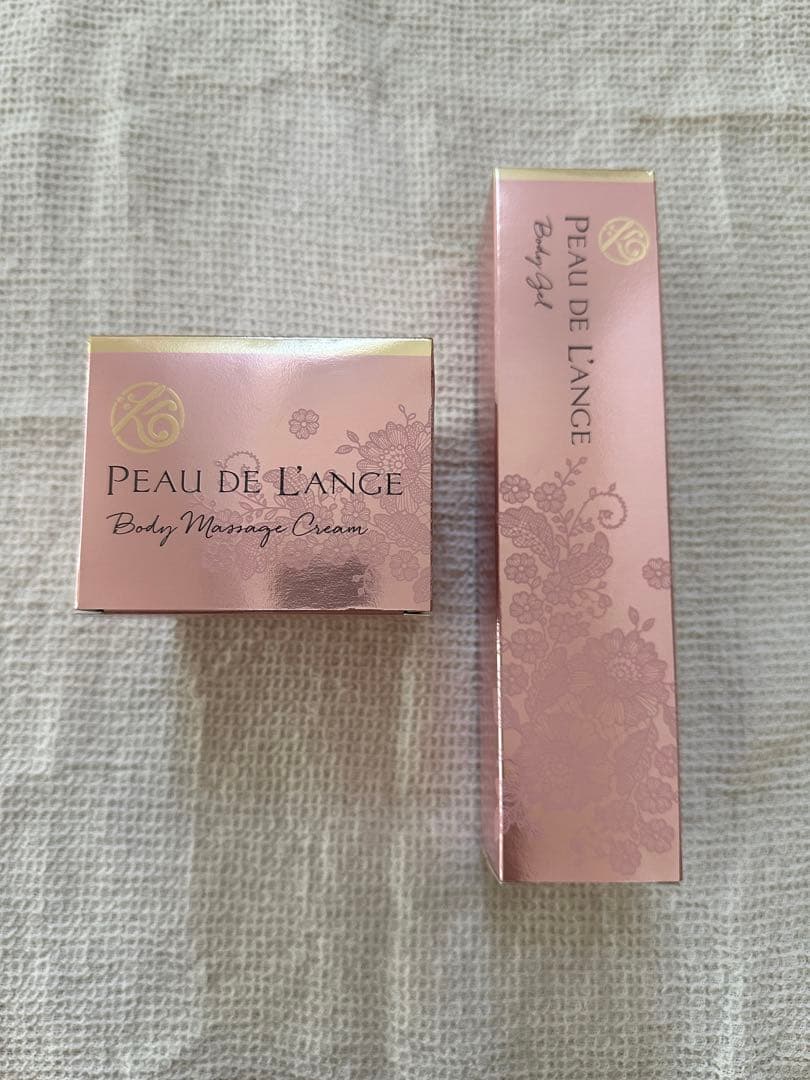 PEAU DE L'ANGE
Body Massage Cream
PEAU DE L'ANGE
Body Gel